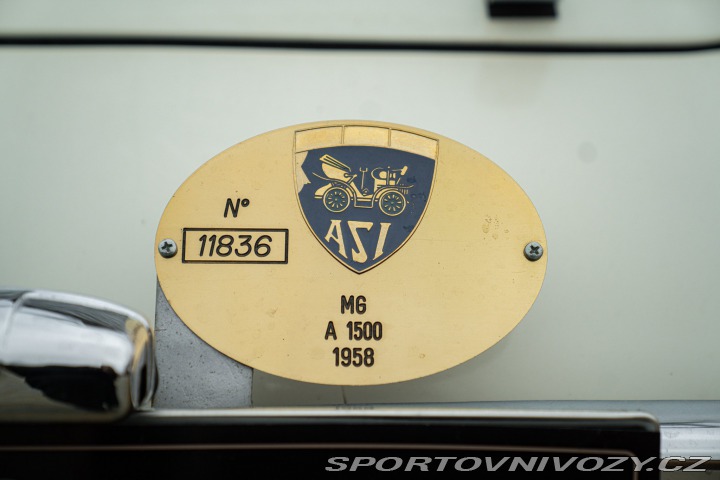 ASI
N°
11836
MG
A 1500
1958
SPORTOVNIVOZY.CZ